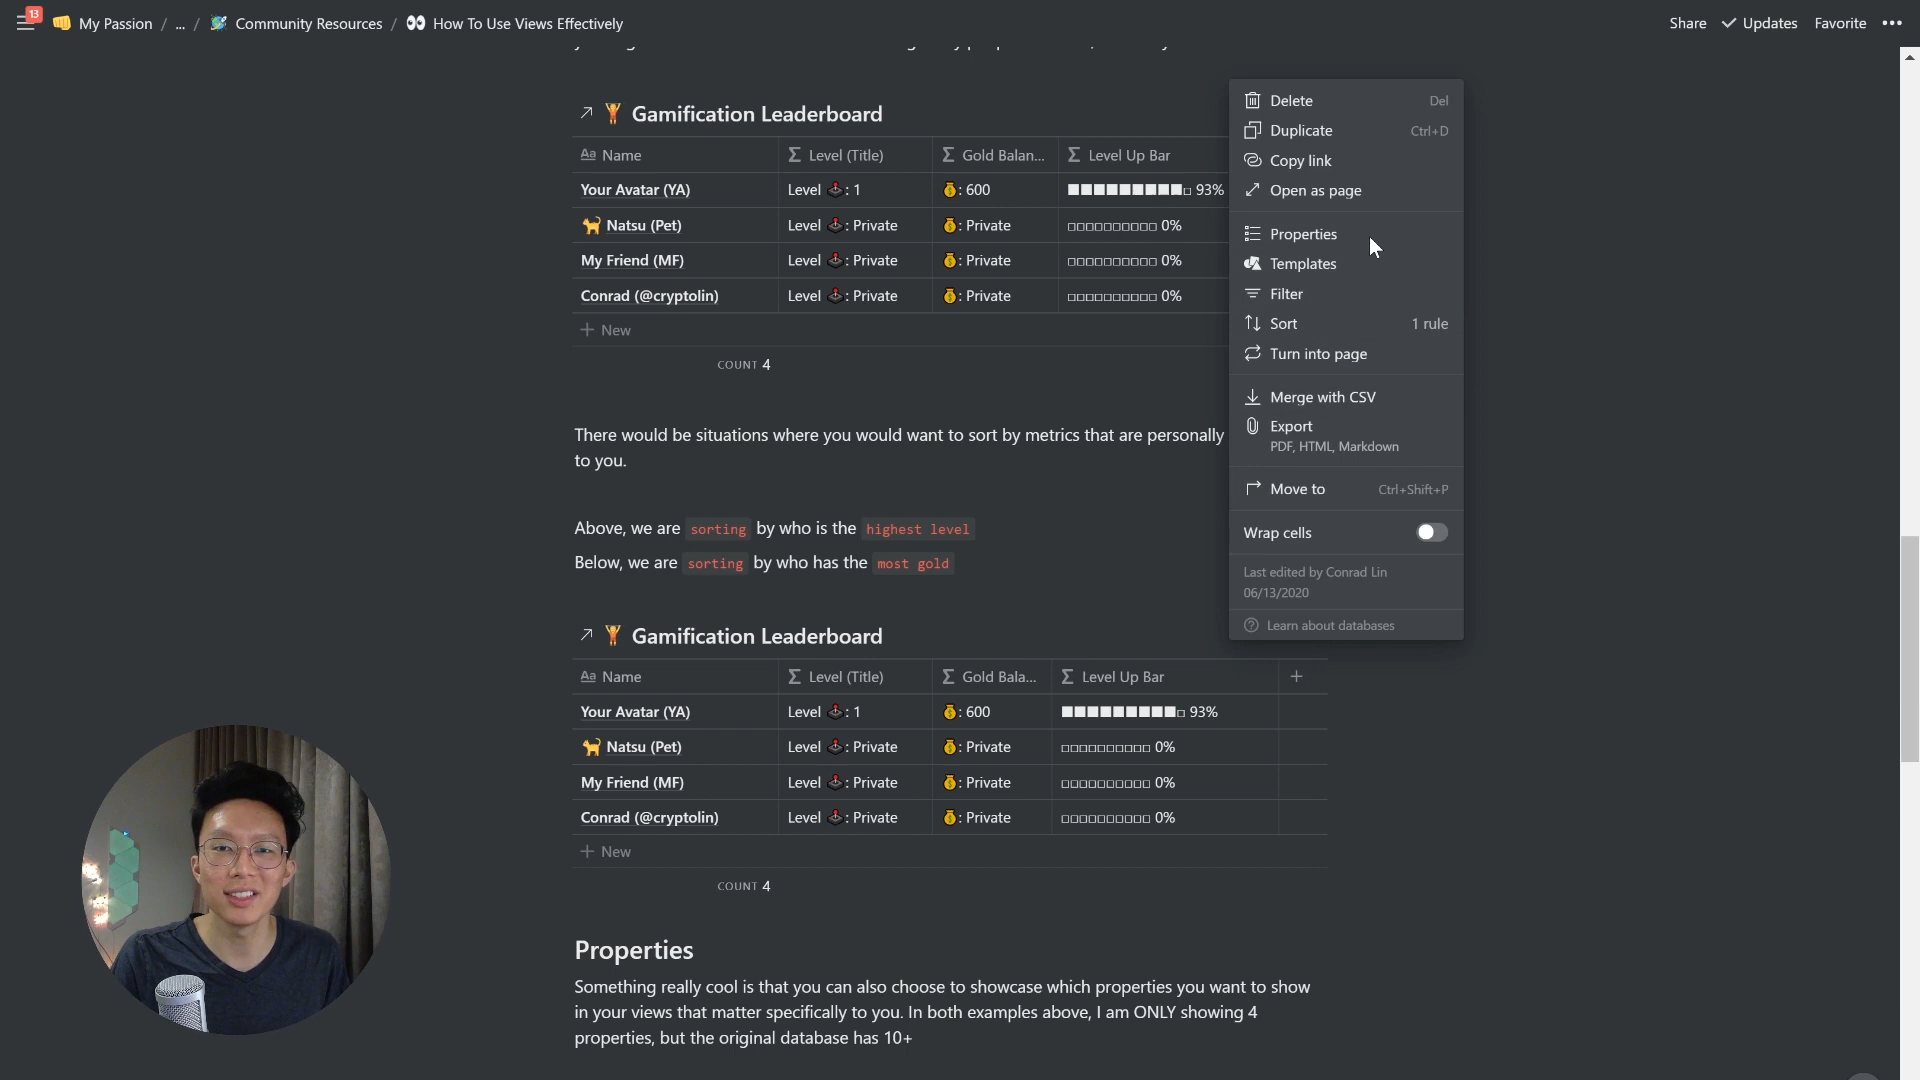 13
My Passion / ... / Community Resources / How To Use Views Effectively
Share Updates Favorite
Gamification Leaderboard
Name Level (Title) Gold Balan... Level Up Bar
Your Avatar (YA) Level : 1 : 600 93%
Natsu (Pet) Level : Private : Private 0%
My Friend (MF) Level : Private : Private 0%
Conrad (@cryptolin) Level : Private : Private 0%
+ New
COUNT 4
Delete Del
Duplicate Ctrl+D
Copy link
Open as page
Properties
Templates
Filter
Sort 1 rule
Turn into page
Merge with CSV
Export
PDF, HTML, Markdown
Move to Ctrl+Shift+P
Wrap cells
Last edited by Conrad Lin
06/13/2020
Learn about databases
There would be situations where you would want to sort by metrics that are personally
to you.
Above, we are sorting by who is the highest level
Below, we are sorting by who has the most gold
Gamification Leaderboard
Name Level (Title) Gold Bala... Level Up Bar +
Your Avatar (YA) Level : 1 : 600 93%
Natsu (Pet) Level : Private : Private 0%
My Friend (MF) Level : Private : Private 0%
Conrad (@cryptolin) Level : Private : Private 0%
+ New
COUNT 4
Properties
Something really cool is that you can also choose to showcase which properties you want to show
in your views that matter specifically to you. In both examples above, I am ONLY showing 4
properties, but the original database has 10+